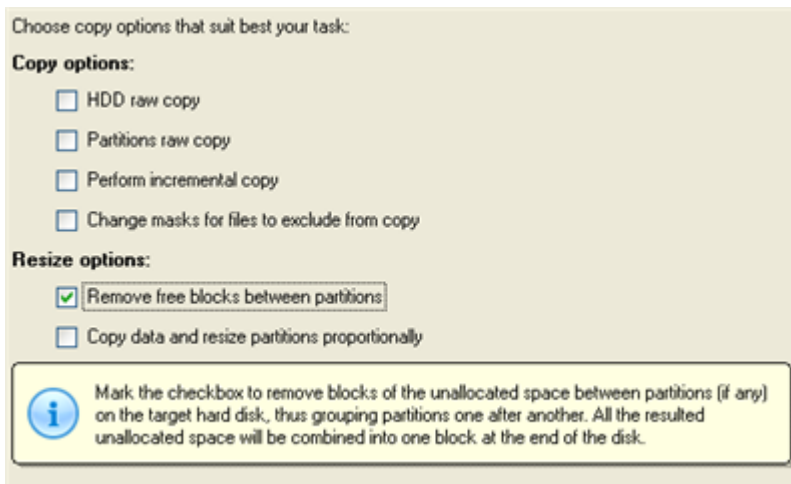 Choose copy options that suit best your task:
Copy options:
HDD raw copy
Partitions raw copy
Perform incremental copy
Change masks for files to exclude from copy
Resize options:
Remove free blocks between partitions
Copy data and resize partitions proportionally
Mark the checkbox to remove blocks of the unallocated space between partitions (if any)
on the target hard disk, thus grouping partitions one after another. All the resulted
unallocated space will be combined into one block at the end of the disk.